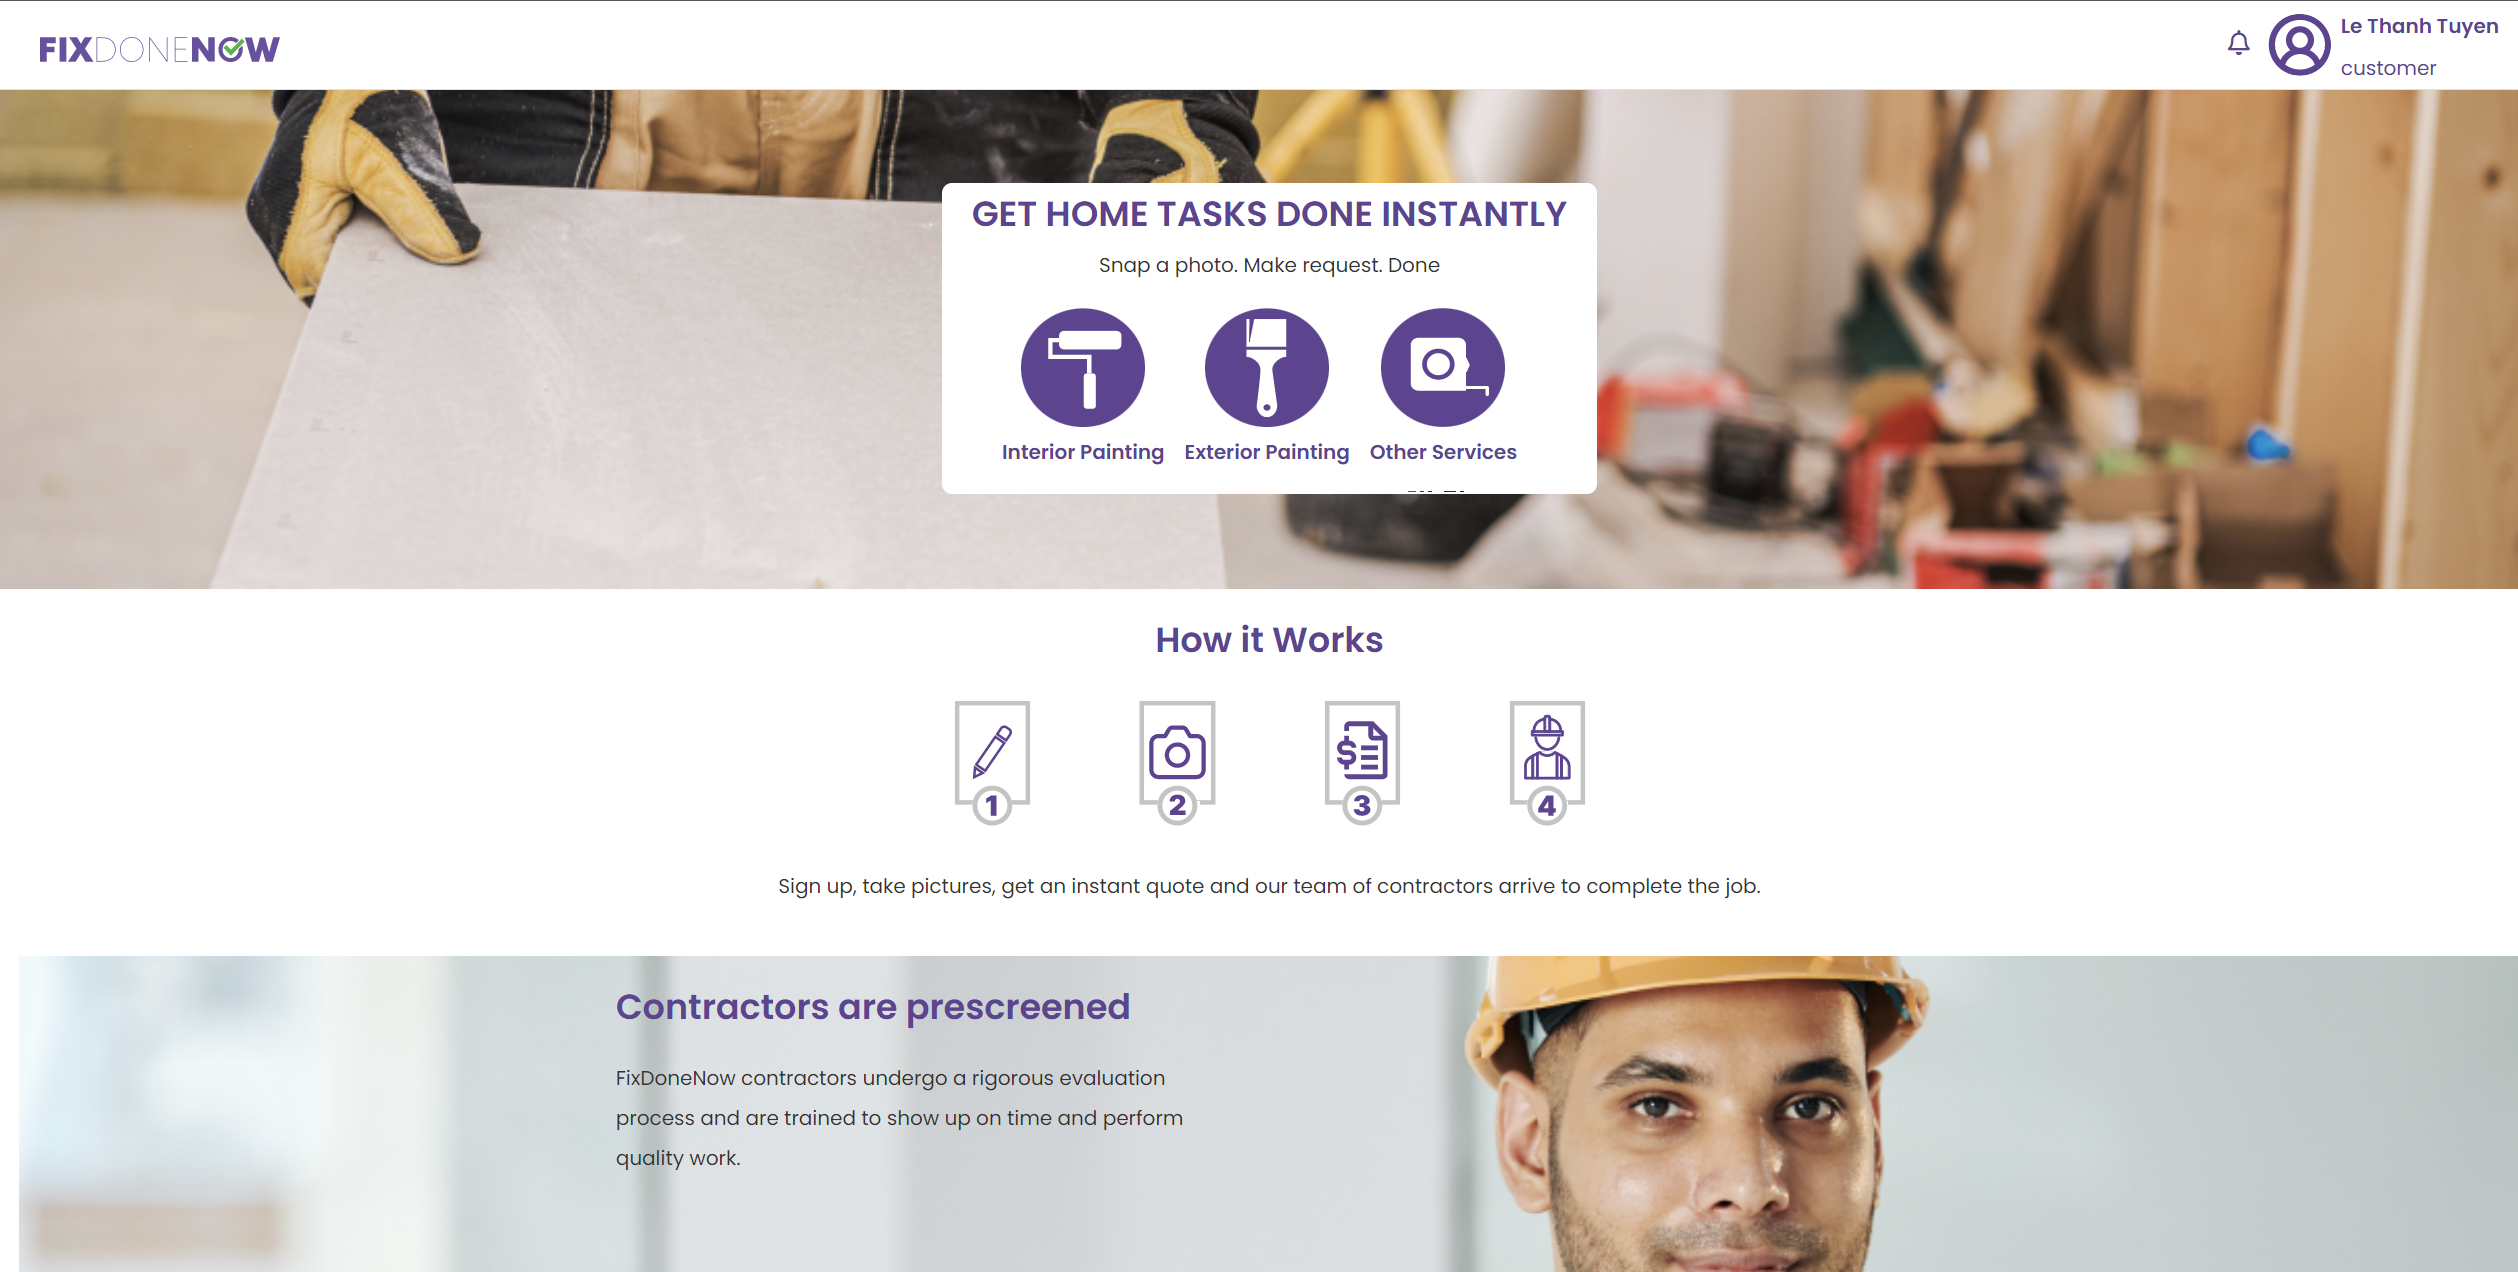 FIXDONENOW
Le Thanh Tuyen
customer
GET HOME TASKS DONE INSTANTLY
Snap a photo. Make request. Done
Interior Painting
Exterior Painting
Other Services
How it Works
1
2
3
4
Sign up, take pictures, get an instant quote and our team of contractors arrive to complete the job.
Contractors are prescreened
FixDoneNow contractors undergo a rigorous evaluation
process and are trained to show up on time and perform
quality work.